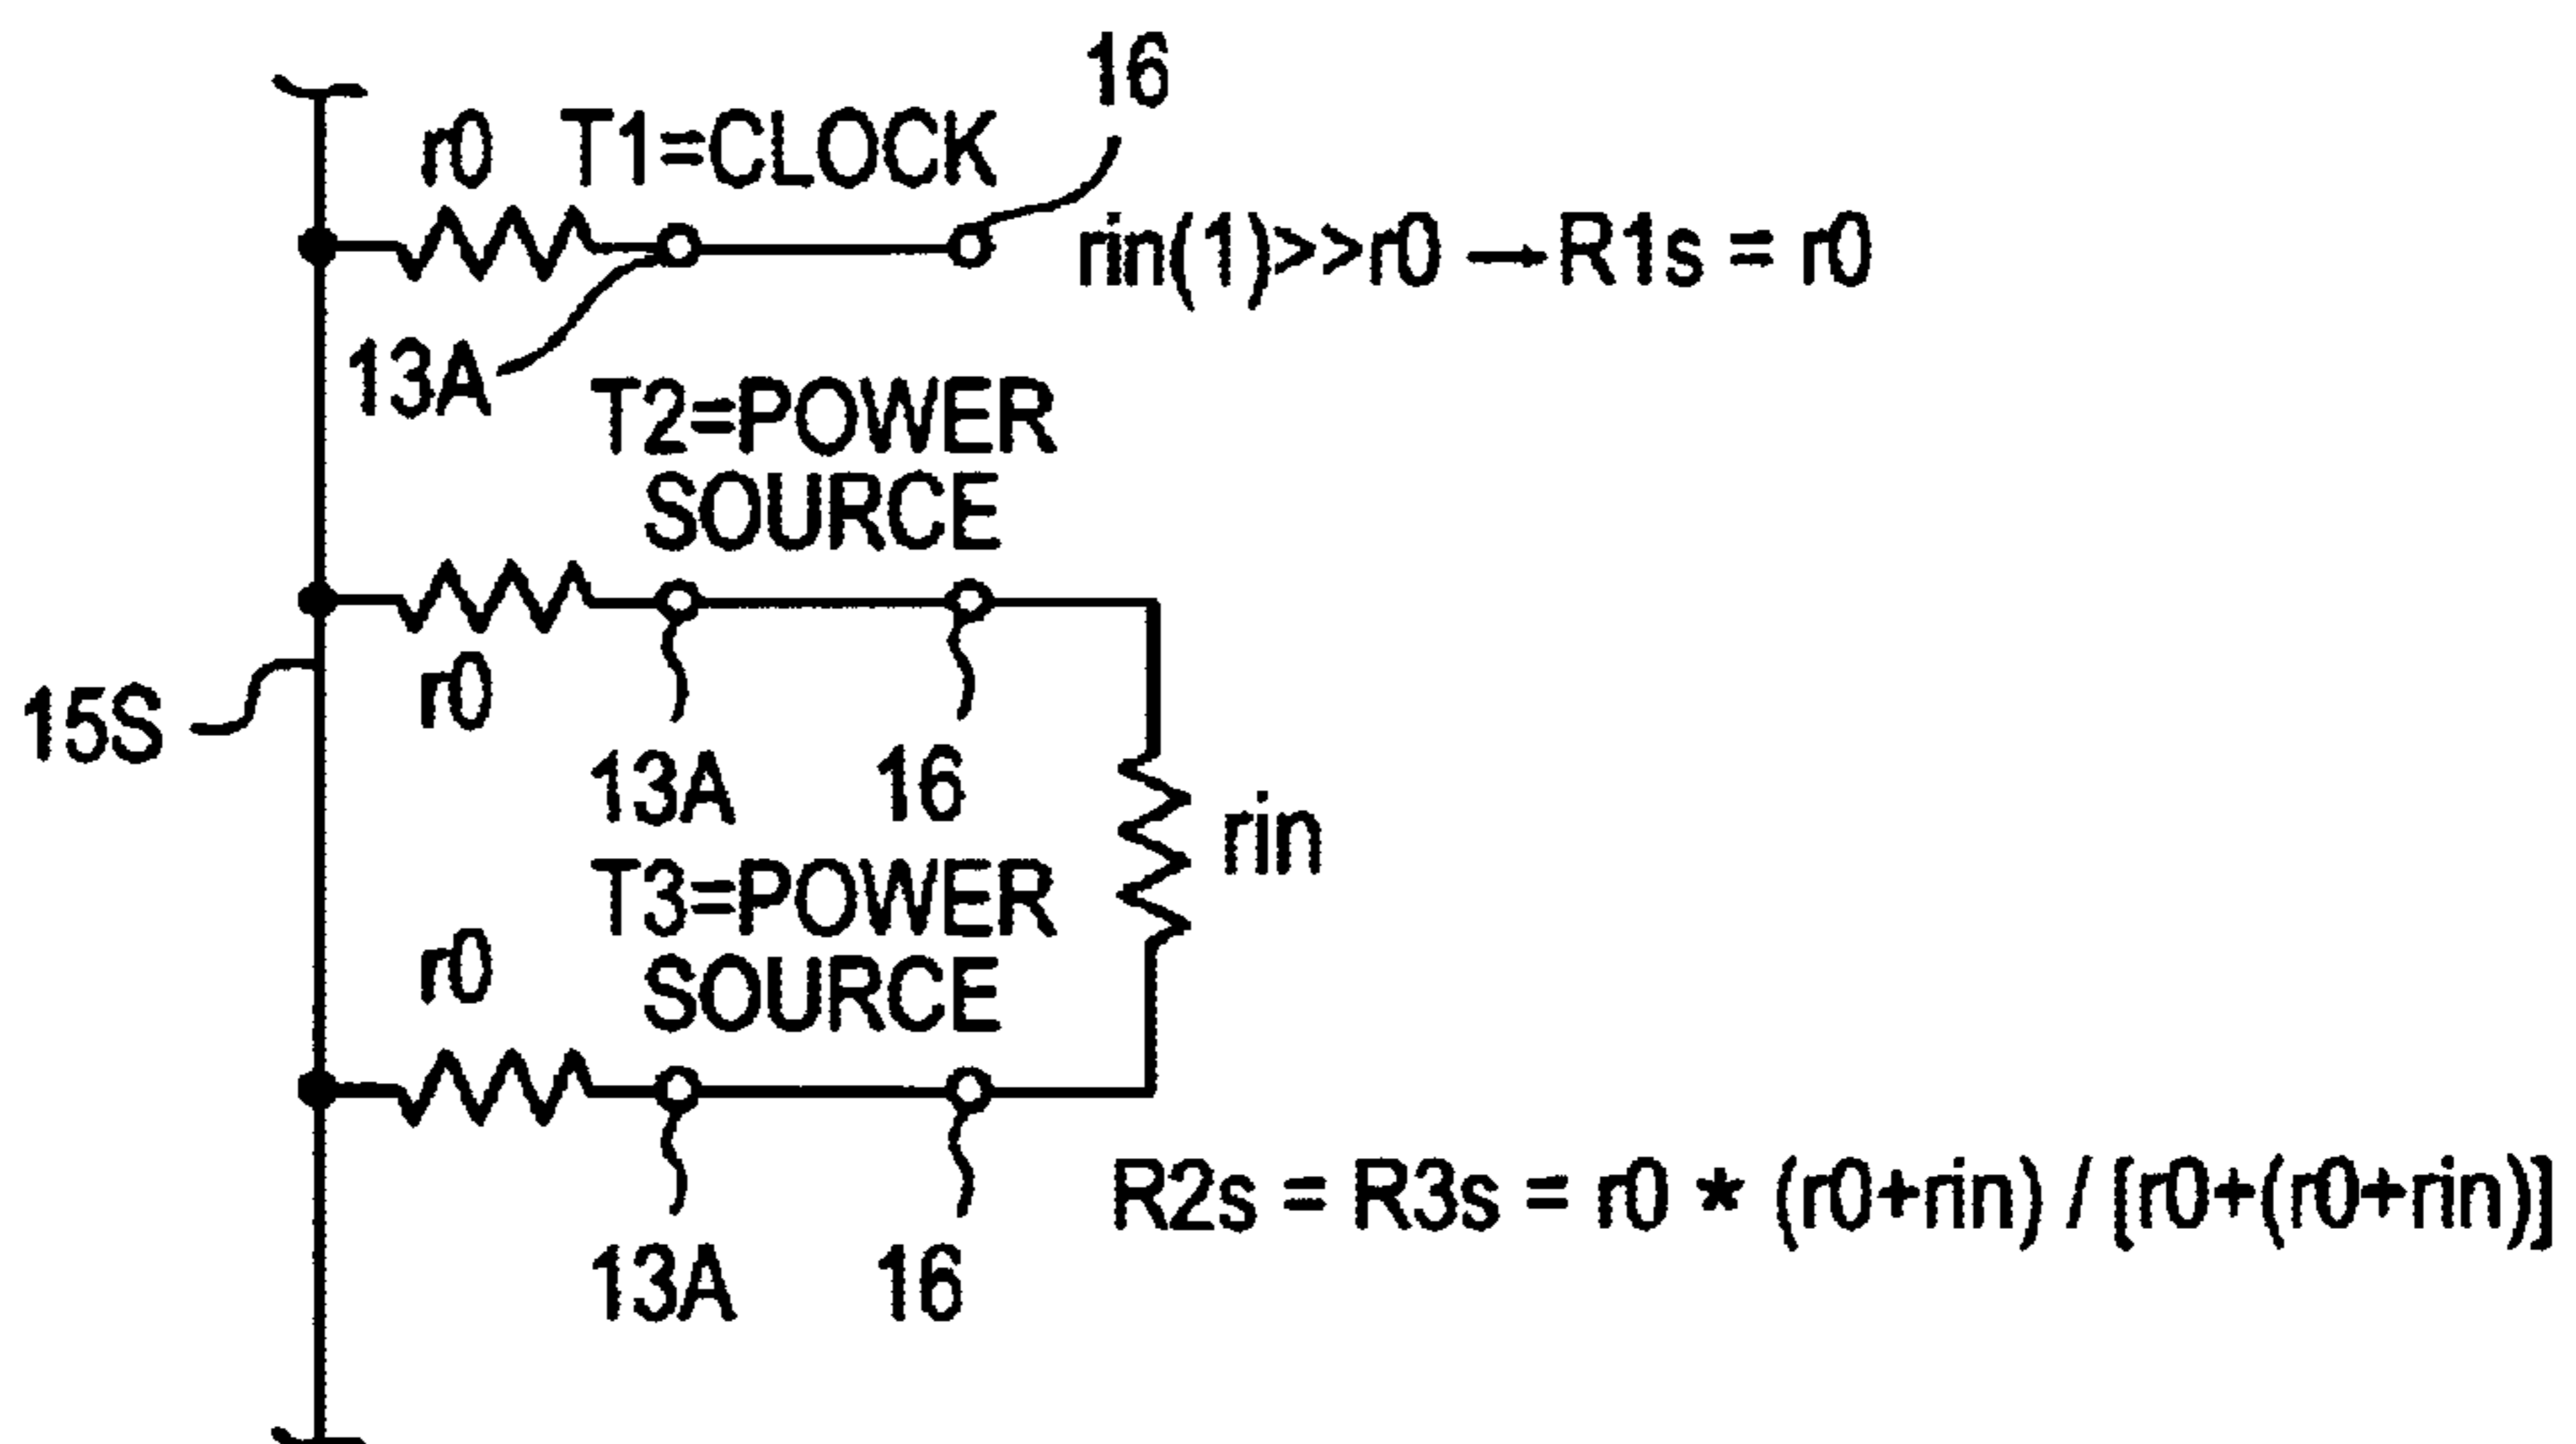 16
r0 T1=CLOCK
rin(1)>>r0 →R1s = r0
13A
T2=POWER
SOURCE
r0
15S
13A 16
rin
T3=POWER
SOURCE
r0
R2s = R3s = r0 * (r0+rin) / [r0+(r0+rin)]
13A 16